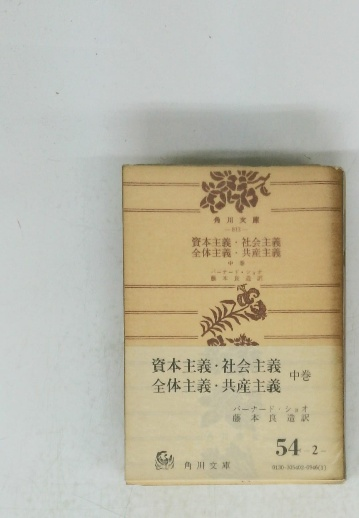 角川文庫
資本主義・社会主義
全体主義・共産主義
中巻
バーナード・ショオ
藤本良造訳
資本主義・社会主義
全体主義・共産主義
中巻
バーナード・ショオ
藤本良造訳
54-2-
角川文庫